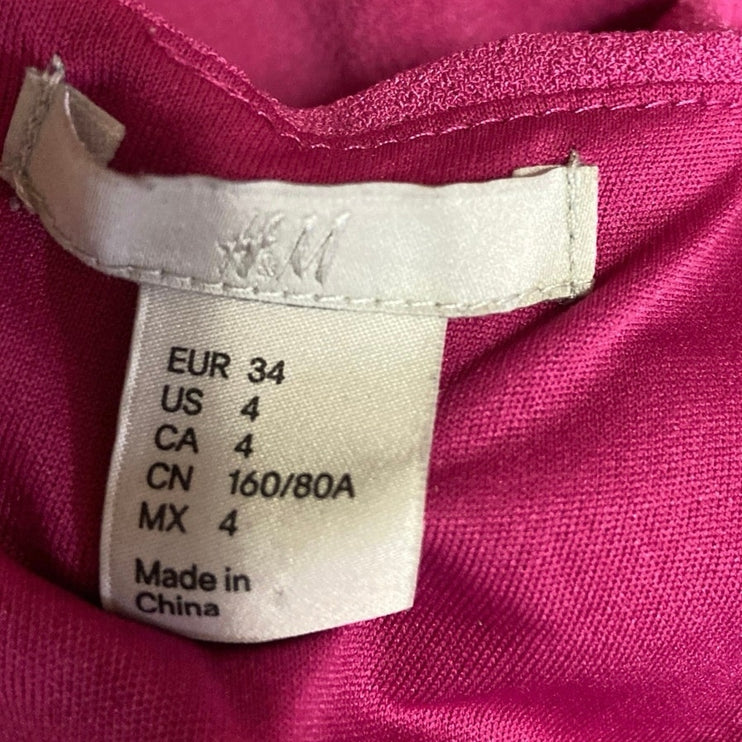 H&M
EUR 34
US 4
CA 4
CN 160/80A
MX 4
Made in
China